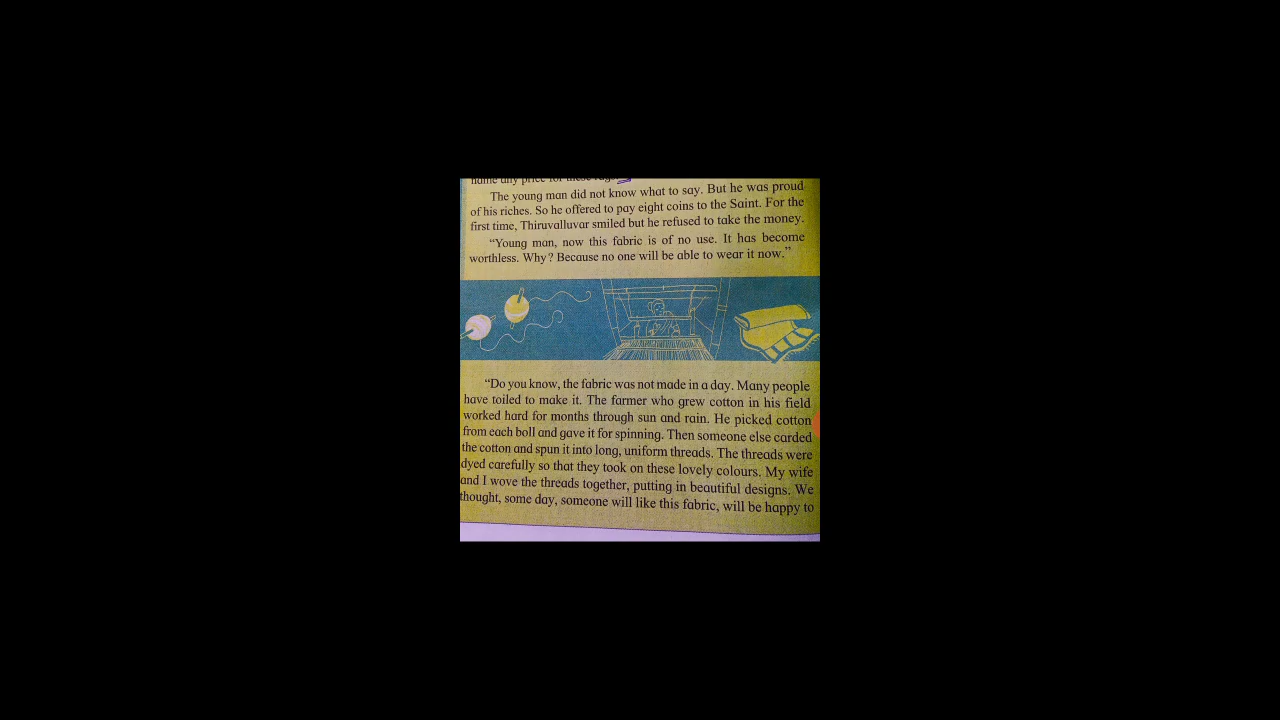 name any price for these rags.
The young man did not know what to say. But he was proud
of his riches. So he offered to pay eight coins to the Saint. For the
first time, Thiruvalluvar smiled but he refused to take the money.
“Young man, now this fabric is of no use. It has become
worthless. Why? Because no one will be able to wear it now.”
“Do you know, the fabric was not made in a day. Many people
have toiled to make it. The farmer who grew cotton in his field
worked hard for months through sun and rain. He picked cotton
from each boll and gave it for spinning. Then someone else carded
the cotton and spun it into long, uniform threads. The threads were
dyed carefully so that they took on these lovely colours. My wife
and I wove the threads together, putting in beautiful designs. We
thought, some day, someone will like this fabric, will be happy to